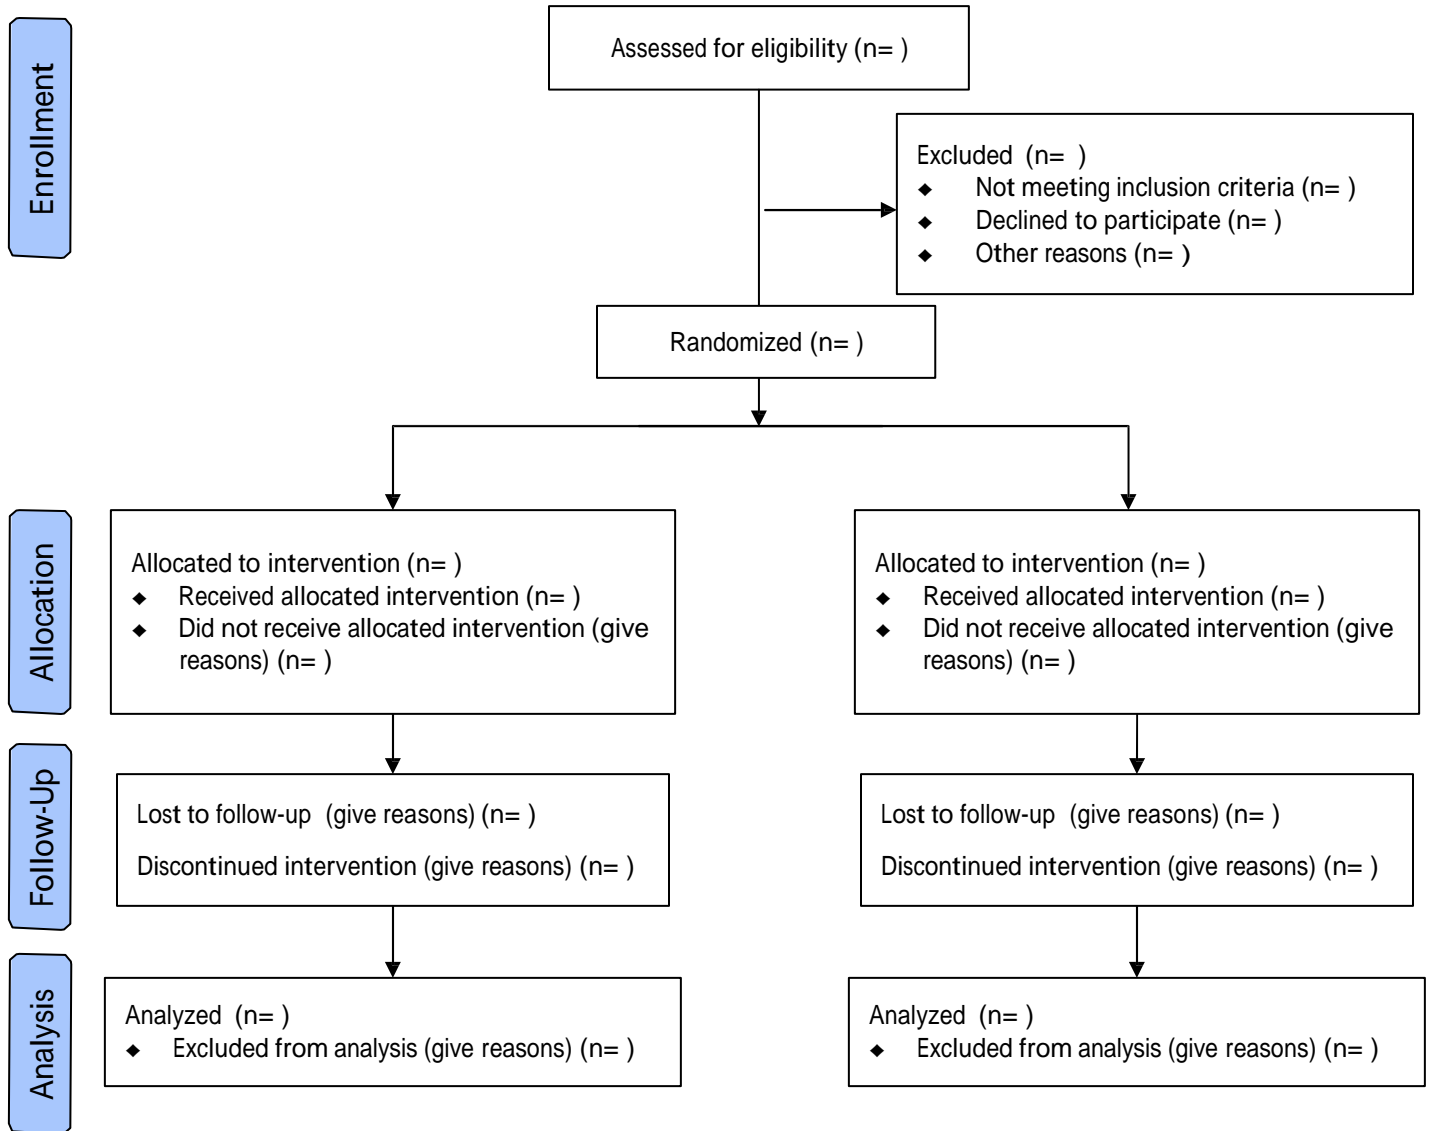 Enrollment
Assessed for eligibility (n= )
Excluded (n= )
◆ Not meeting inclusion criteria (n= )
◆ Declined to participate (n= )
◆ Other reasons (n= )
Randomized (n= )
Allocation
Allocated to intervention (n= )
◆ Received allocated intervention (n= )
◆ Did not receive allocated intervention (give
reasons) (n= )
Allocated to intervention (n= )
◆ Received allocated intervention (n= )
◆ Did not receive allocated intervention (give
reasons) (n= )
Follow-Up
Lost to follow-up (give reasons) (n= )
Discontinued intervention (give reasons) (n= )
Lost to follow-up (give reasons) (n= )
Discontinued intervention (give reasons) (n= )
Analysis
Analyzed (n= )
◆ Excluded from analysis (give reasons) (n= )
Analyzed (n= )
◆ Excluded from analysis (give reasons) (n= )